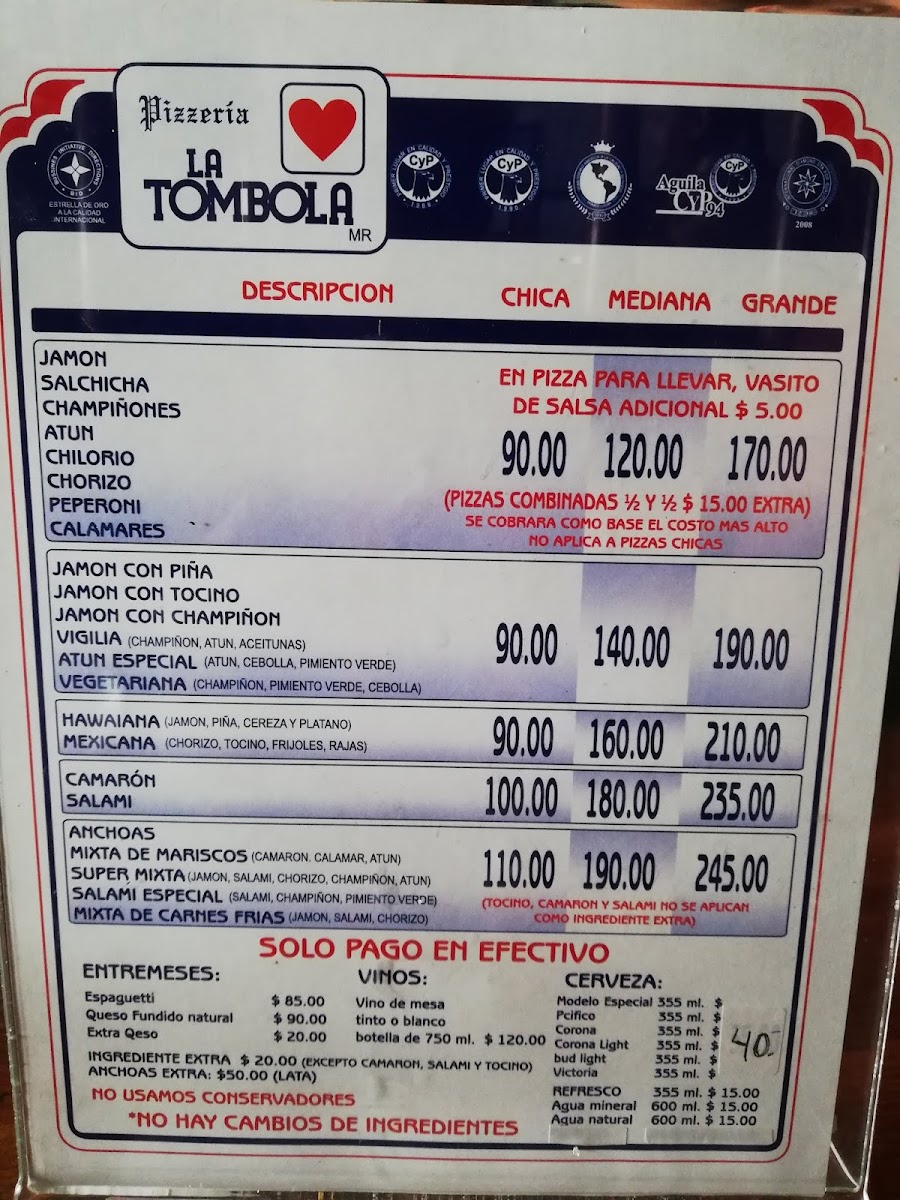 Pizzería
LA
TOMBOLA
MR
ESTRELLA DE ORO
A LA CALIDAD
INTERNACIONAL
CyP
CyP
Aguila
CyP 94
CyP
2008
DESCRIPCION CHICA MEDIANA GRANDE
JAMON
SALCHICHA
CHAMPIÑONES
ATUN
CHILORIO
CHORIZO
PEPERONI
CALAMARES
EN PIZZA PARA LLEVAR, VASITO
DE SALSA ADICIONAL $ 5.00
90.00 120.00 170.00
(PIZZAS COMBINADAS ½ Y ½ $ 15.00 EXTRA)
SE COBRARA COMO BASE EL COSTO MAS ALTO
NO APLICA A PIZZAS CHICAS
JAMON CON PIÑA
JAMON CON TOCINO
JAMON CON CHAMPIÑON
VIGILIA (CHAMPIÑON, ATUN, ACEITUNAS)
ATUN ESPECIAL (ATUN, CEBOLLA, PIMIENTO VERDE)
VEGETARIANA (CHAMPIÑON, PIMIENTO VERDE, CEBOLLA)
90.00 140.00 190.00
HAWAIANA (JAMON, PIÑA, CEREZA Y PLATANO)
MEXICANA (CHORIZO, TOCINO, FRIJOLES, RAJAS)
90.00 160.00 210.00
CAMARÓN
SALAMI
100.00 180.00 235.00
ANCHOAS
MIXTA DE MARISCOS (CAMARON. CALAMAR, ATUN)
SUPER MIXTA (JAMON, SALAMI, CHORIZO, CHAMPIÑON, ATUN)
SALAMI ESPECIAL (SALAMI, CHAMPIÑON, PIMIENTO VERDE)
MIXTA DE CARNES FRIAS (JAMON, SALAMI, CHORIZO)
110.00 190.00 245.00
(TOCINO, CAMARON Y SALAMI NO SE APLICAN
COMO INGREDIENTE EXTRA)
SOLO PAGO EN EFECTIVO
ENTREMESES:
Espaguetti $ 85.00
Queso Fundido natural $ 90.00
Extra Qeso $ 20.00
VINOS:
Vino de mesa
tinto o blanco
botella de 750 ml. $ 120.00
CERVEZA:
Modelo Especial 355 ml. $
Pcifico 355 ml. $
Corona 355 ml. $
Corona Light 355 ml. $
bud light 355 ml. $
Victoria 355 ml. $
40.-
REFRESCO 355 ml. $ 15.00
Agua mineral 600 ml. $ 15.00
Agua natural 600 ml. $ 15.00
INGREDIENTE EXTRA $ 20.00 (EXCEPTO CAMARON, SALAMI Y TOCINO)
ANCHOAS EXTRA: $50.00 (LATA)
NO USAMOS CONSERVADORES
*NO HAY CAMBIOS DE INGREDIENTES